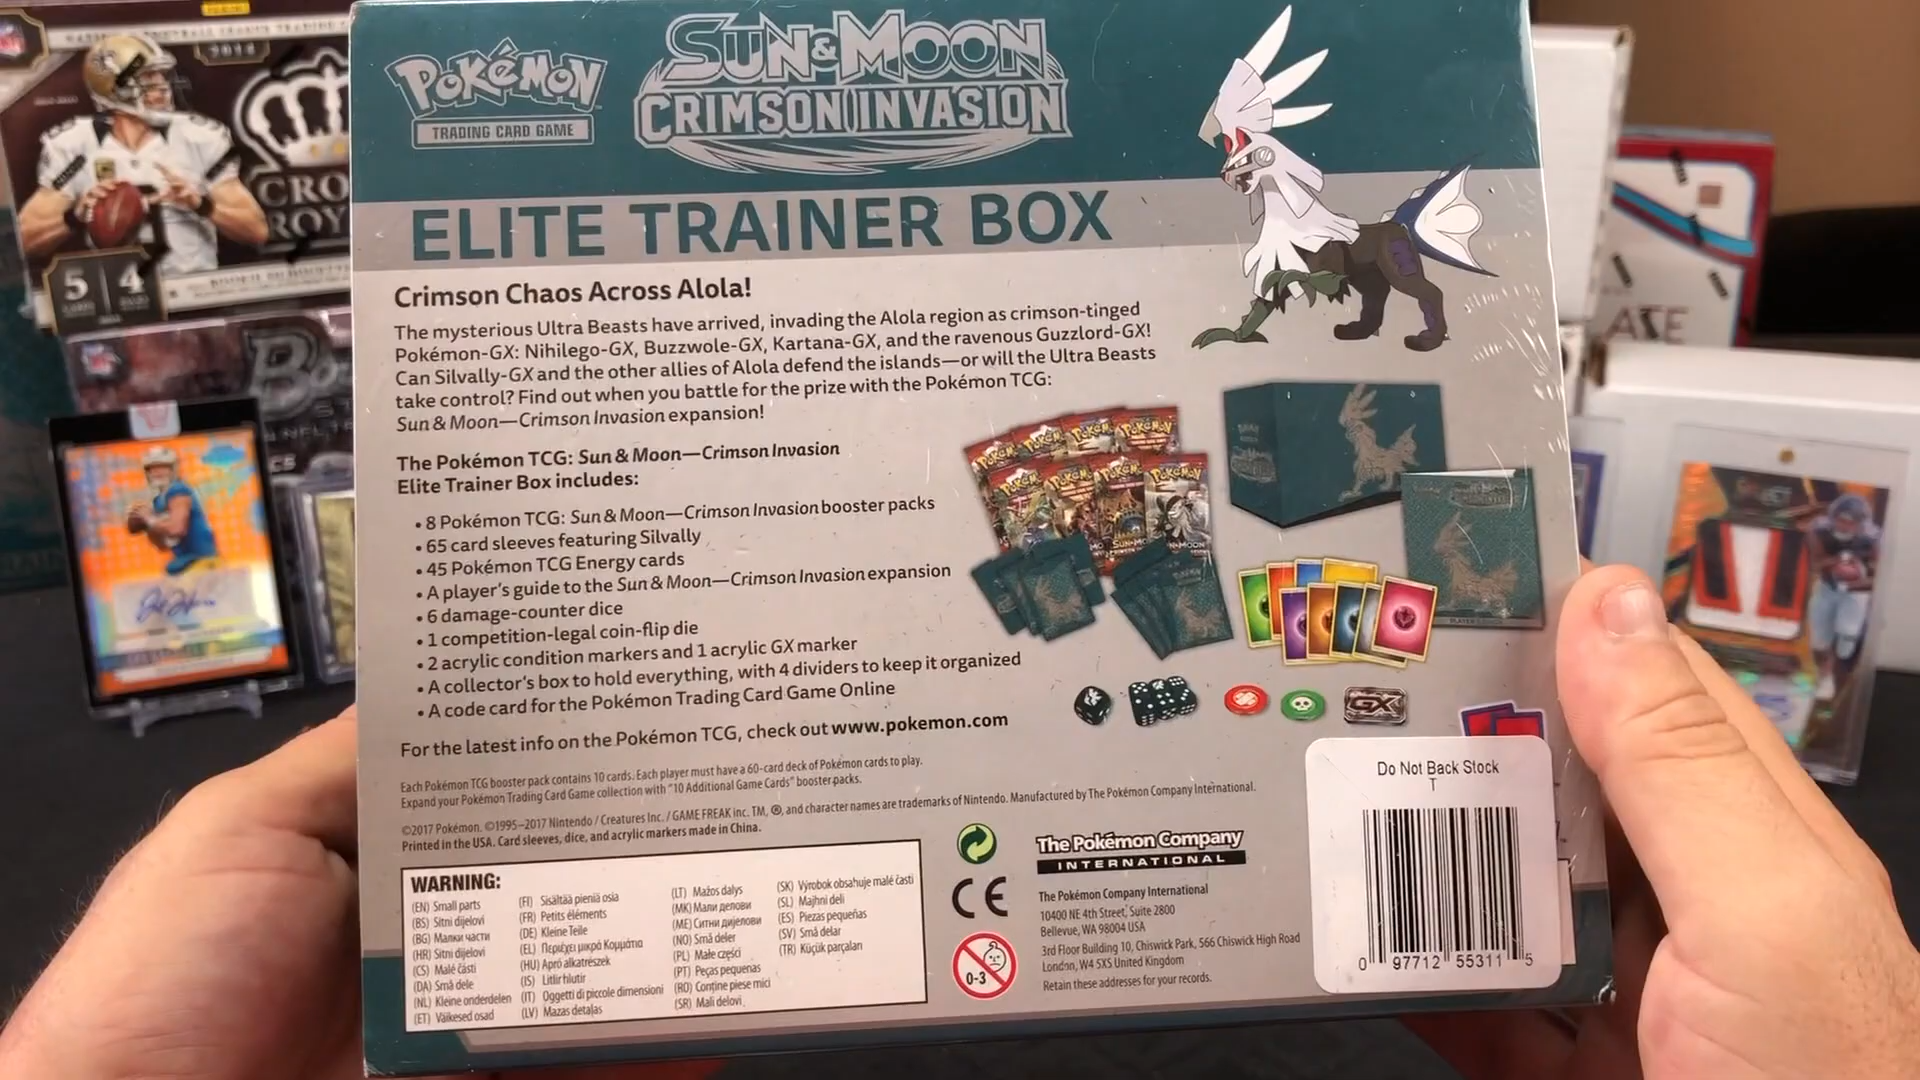 2014
CRO
ROY
5 4
Bo
POKéMON
TRADING CARD GAME
SUN & MOON
CRIMSON INVASION
ELITE TRAINER BOX
Crimson Chaos Across Alola!
The mysterious Ultra Beasts have arrived, invading the Alola region as crimson-tinged
Pokémon-GX: Nihilego-GX, Buzzwole-GX, Kartana-GX, and the ravenous Guzzlord-GX!
Can Silvally-GX and the other allies of Alola defend the islands—or will the Ultra Beasts
take control? Find out when you battle for the prize with the Pokémon TCG:
Sun & Moon—Crimson Invasion expansion!
The Pokémon TCG: Sun & Moon—Crimson Invasion
Elite Trainer Box includes:
• 8 Pokémon TCG: Sun & Moon—Crimson Invasion booster packs
• 65 card sleeves featuring Silvally
• 45 Pokémon TCG Energy cards
• A player's guide to the Sun & Moon—Crimson Invasion expansion
• 6 damage-counter dice
• 1 competition-legal coin-flip die
• 2 acrylic condition markers and 1 acrylic GX marker
• A collector's box to hold everything, with 4 dividers to keep it organized
• A code card for the Pokémon Trading Card Game Online
For the latest info on the Pokémon TCG, check out www.pokemon.com
Each Pokémon TCG booster pack contains 10 cards. Each player must have a 60-card deck of Pokémon cards to play.
Expand your Pokémon Trading Card Game collection with "10 Additional Game Cards" booster packs.
©2017 Pokémon. ©1995–2017 Nintendo / Creatures Inc. / GAME FREAK inc. TM, ®, and character names are trademarks of Nintendo. Manufactured by The Pokémon Company International.
Printed in the USA. Card sleeves, dice, and acrylic markers made in China.
WARNING:
(EN) Small parts
(BS) Sitni dijelovi
(BG) Малки части
(HR) Sitni dijelovi
(CS) Malé části
(DA) Små dele
(NL) Kleine onderdelen
(ET) Väikesed osad
(FI) Sisältää pieniä osia
(FR) Petits éléments
(DE) Kleine Teile
(EL) Περιέχει μικρά Κομμάτια
(HU) Apró alkatrészek
(IS) Litlir hlutir
(IT) Oggetti di piccole dimensioni
(LV) Mazas detaļas
(LT) Mažos dalys
(MK) Мали делови
(ME) Ситни дијелови
(NO) Små deler
(PL) Małe części
(PT) Peças pequenas
(RO) Conține piese mici
(SR) Mali delovi
(SK) Výrobok obsahuje malé časti
(SL) Majhni deli
(ES) Piezas pequeñas
(SV) Små delar
(TR) Küçük parçaları
CE
0-3
The Pokémon Company
INTERNATIONAL
The Pokémon Company International
10400 NE 4th Street, Suite 2800
Bellevue, WA 98004 USA
3rd Floor Building 10, Chiswick Park, 566 Chiswick High Road
London, W4 5XS United Kingdom
Retain these addresses for your records.
GX
Do Not Back Stock
T
0 97712 55311 5